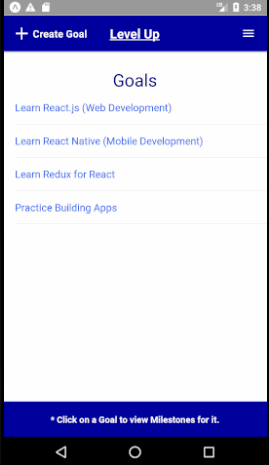 3:38
+ Create Goal Level Up
Goals
Learn React.js (Web Development)
Learn React Native (Mobile Development)
Learn Redux for React
Practice Building Apps
* Click on a Goal to view Milestones for it.